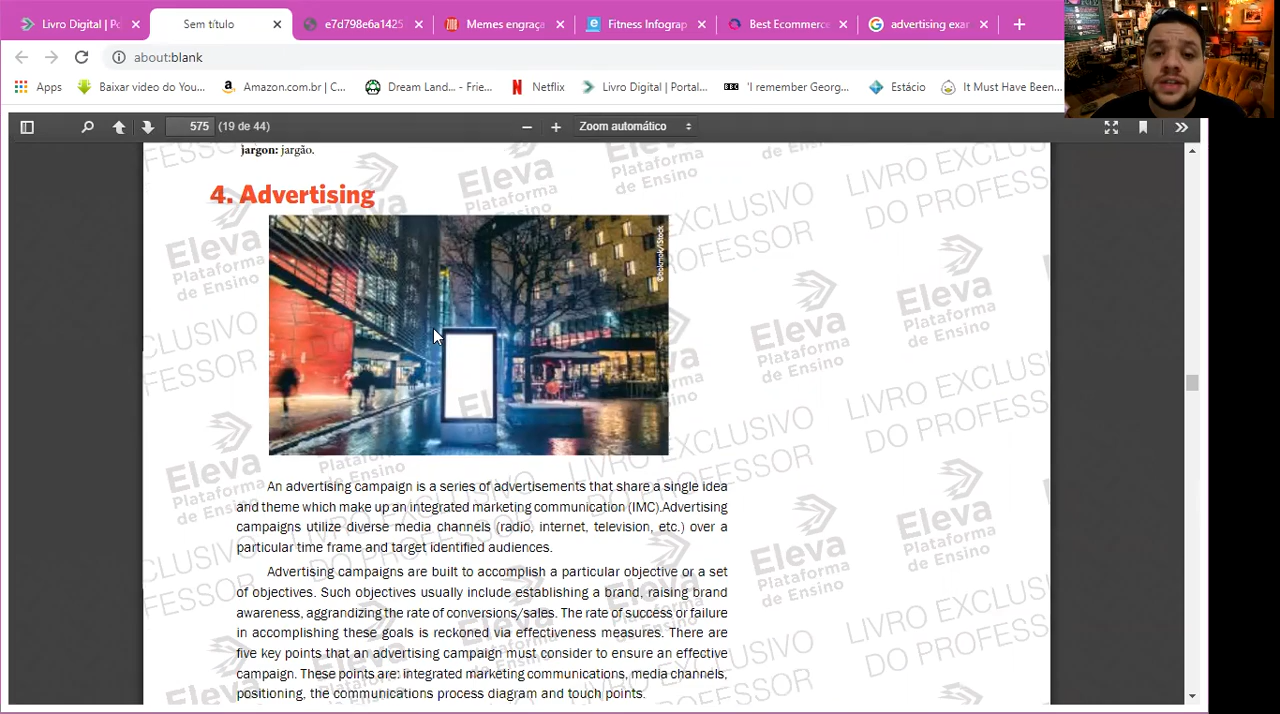 Livro Digital | Po
Sem título
e7d798e6a1425
Memes engraça
Fitness Infograp
Best Ecommerc
advertising exar
about:blank
Apps
Baixar video do You...
Amazon.com.br | C...
Dream Land... - Frie...
Netflix
Livro Digital | Portal...
BBC
'I remember Georg...
Estácio
It Must Have Been...
575 (19 de 44)
Zoom automático
jargon: jargão.
4. Advertising
An advertising campaign is a series of advertisements that share a single idea
and theme which make up an integrated marketing communication (IMC).Advertising
campaigns utilize diverse media channels (radio, internet, television, etc.) over a
particular time frame and target identified audiences.
Advertising campaigns are built to accomplish a particular objective or a set
of objectives. Such objectives usually include establishing a brand, raising brand
awareness, aggrandizing the rate of conversions/sales. The rate of success or failure
in accomplishing these goals is reckoned via effectiveness measures. There are
five key points that an advertising campaign must consider to ensure an effective
campaign. These points are: integrated marketing communications, media channels,
positioning, the communications process diagram and touch points.
Eleva
Plataforma
de Ensino
LIVRO EXCLUSIVO
DO PROFESSOR